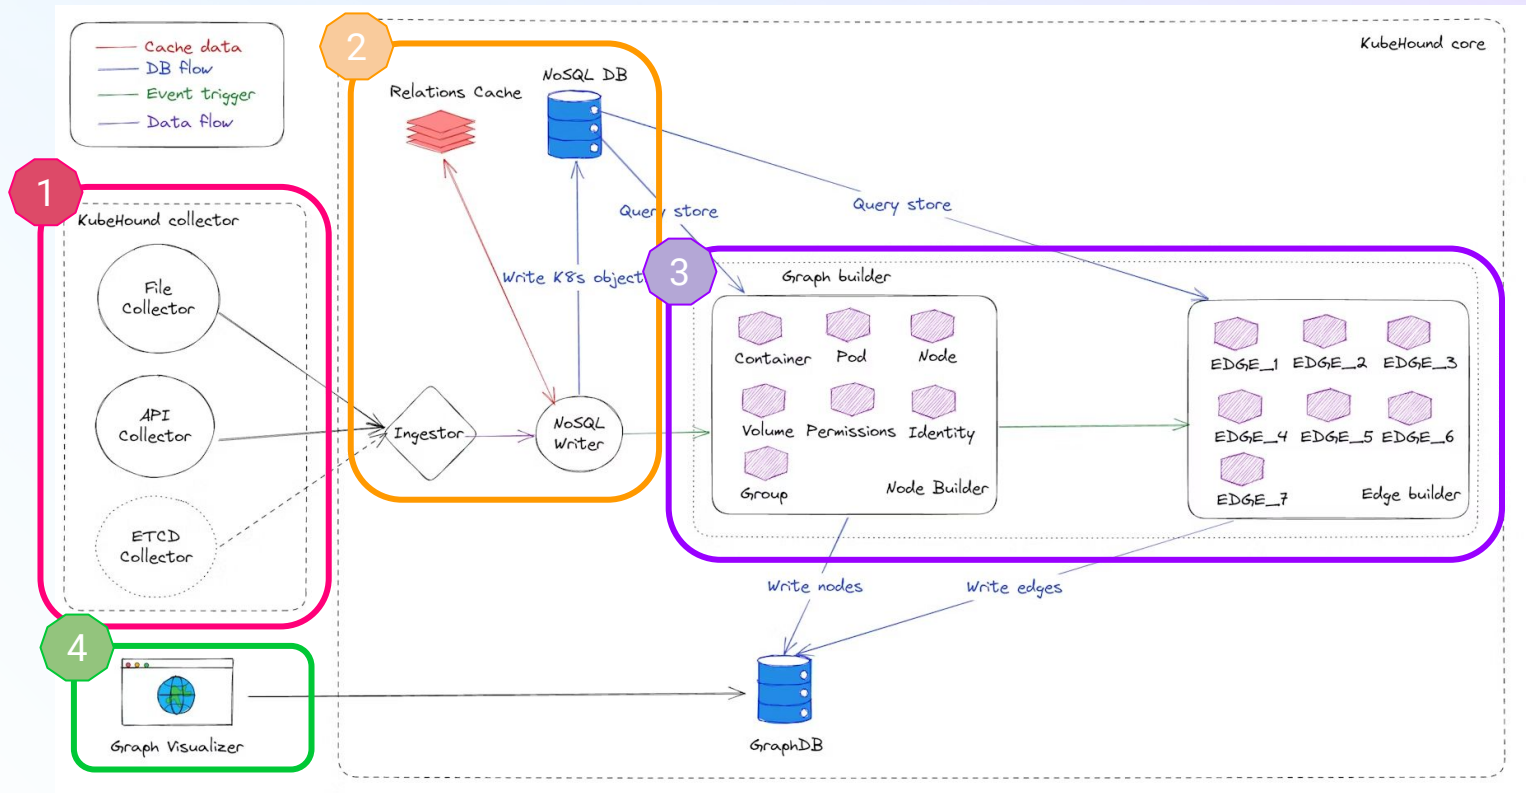 KubeHound core
Cache data
DB flow
Event trigger
Data flow
1
KubeHound collector
File
Collector
API
Collector
ETCD
Collector
2
Relations Cache
NoSQL DB
Query store
Query store
Write K8s object
Ingestor
NoSQL
Writer
3
Graph builder
Container
Pod
Node
Volume
Permissions
Identity
Group
Node Builder
EDGE_1
EDGE_2
EDGE_3
EDGE_4
EDGE_5
EDGE_6
EDGE_7
Edge builder
Write nodes
Write edges
4
Graph Visualizer
GraphDB